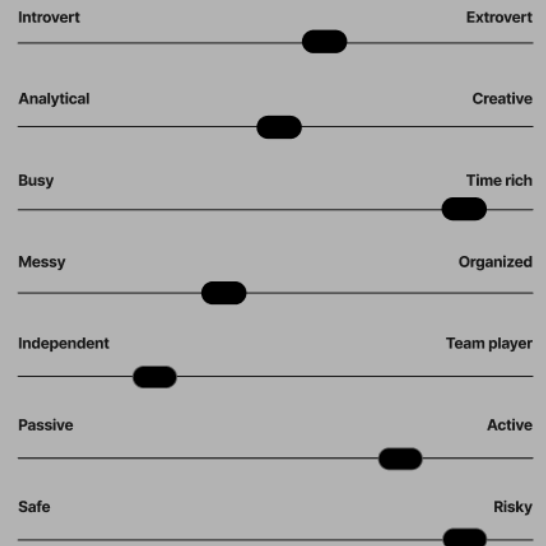 Introvert Extrovert
Analytical Creative
Busy Time rich
Messy Organized
Independent Team player
Passive Active
Safe Risky